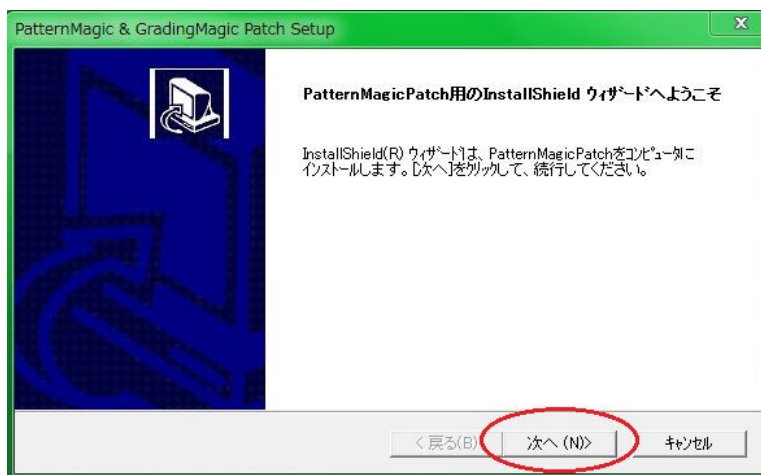 PatternMagic & GradingMagic Patch Setup
PatternMagicPatch用のInstallShield ウィザードへようこそ
InstallShield(R) ウィザードは、PatternMagicPatchをコンピュータに
インストールします。[次へ]をクリックして、続行してください。
< 戻る(B)
次へ (N)>
キャンセル